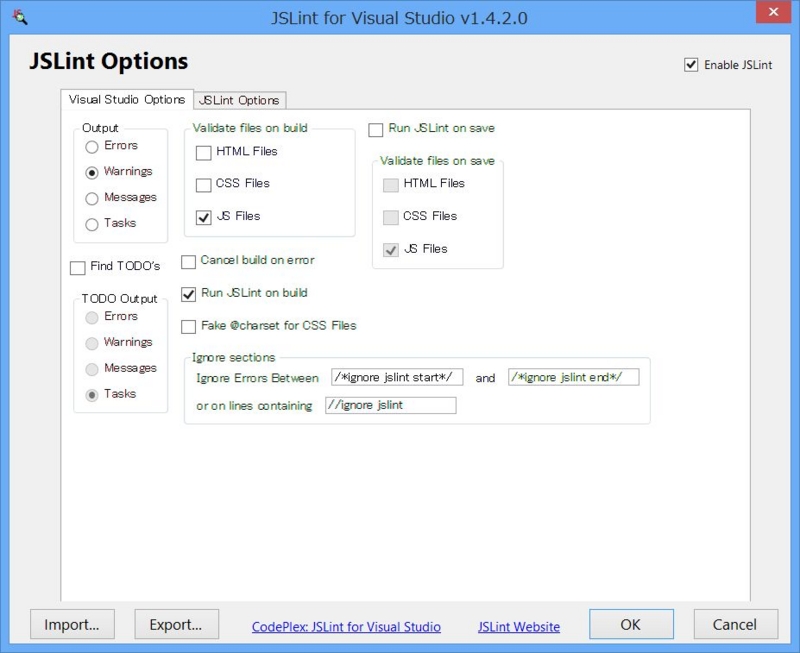 JSLint for Visual Studio v1.4.2.0
JSLint Options
Enable JSLint
Visual Studio Options
JSLint Options
Output
Errors
Warnings
Messages
Tasks
Find TODO's
TODO Output
Errors
Warnings
Messages
Tasks
Validate files on build
HTML Files
CSS Files
JS Files
Cancel build on error
Run JSLint on build
Fake @charset for CSS Files
Run JSLint on save
Validate files on save
HTML Files
CSS Files
JS Files
Ignore sections
Ignore Errors Between /*ignore jslint start*/ and /*ignore jslint end*/
or on lines containing //ignore jslint
Import...
Export...
CodePlex: JSLint for Visual Studio
JSLint Website
OK
Cancel